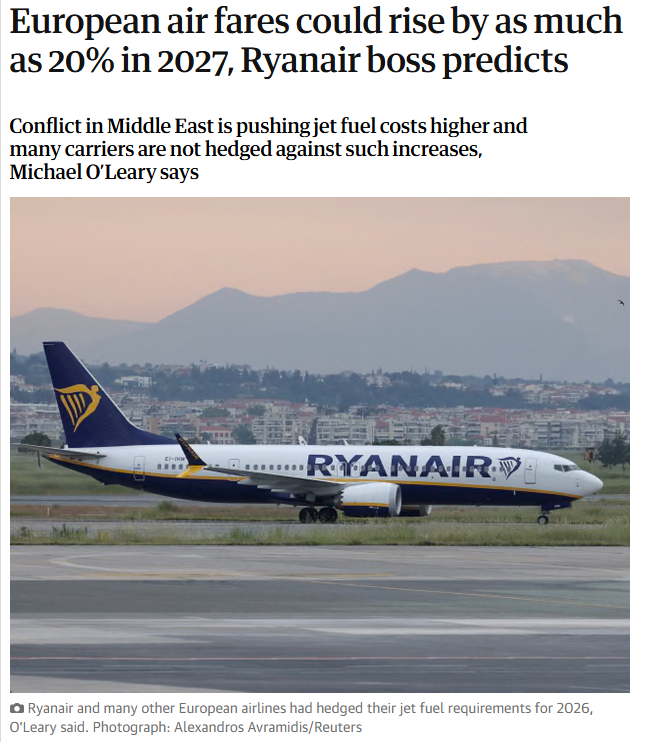 European air fares could rise by as much
as 20% in 2027, Ryanair boss predicts
Conflict in Middle East is pushing jet fuel costs higher and
many carriers are not hedged against such increases,
Michael O’Leary says
RYANAIR
Ryanair and many other European airlines had hedged their jet fuel requirements for 2026,
O’Leary said. Photograph: Alexandros Avramidis/Reuters